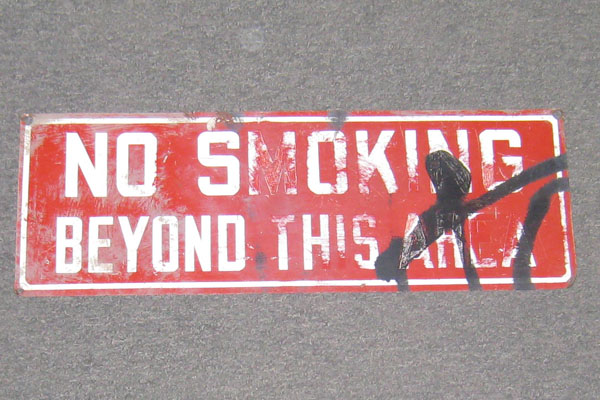 NO SMOKING
BEYOND THIS AREA